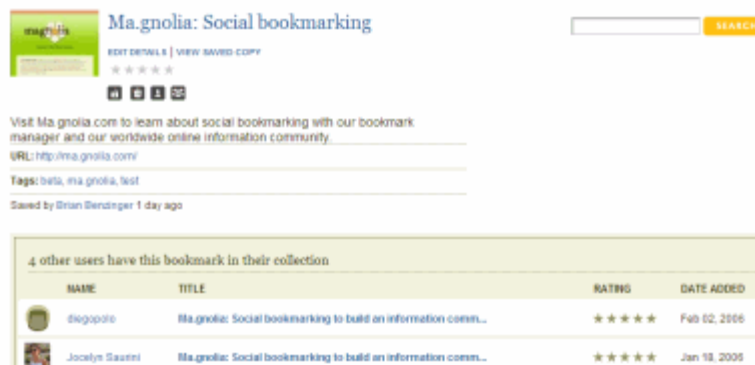 magnolia
Ma.gnolia: Social bookmarking
SEARCH
EDIT DETAILS | VIEW SAVED COPY
Visit Ma.gnolia.com to learn about social bookmarking with our bookmark
manager and our worldwide online information community.
URL: http://ma.gnolia.com/
Tags: beta, ma.gnolia, test
Saved by Brian Benzinger 1 day ago
4 other users have this bookmark in their collection
NAME TITLE RATING DATE ADDED
diegopolo Ma.gnolia: Social bookmarking to build an information comm... Feb 02, 2006
Jocelyn Saurini Ma.gnolia: Social bookmarking to build an information comm... Jan 18, 2006